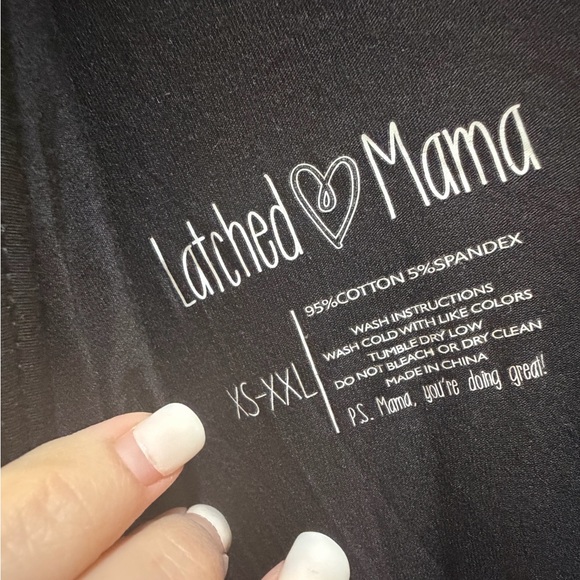 Latched Mama
XS-XXL
95%COTTON 5%SPANDEX
WASH INSTRUCTIONS
WASH COLD WITH LIKE COLORS
TUMBLE DRY LOW
DO NOT BLEACH OR DRY CLEAN
MADE IN CHINA
P.S. Mama, you're doing great!